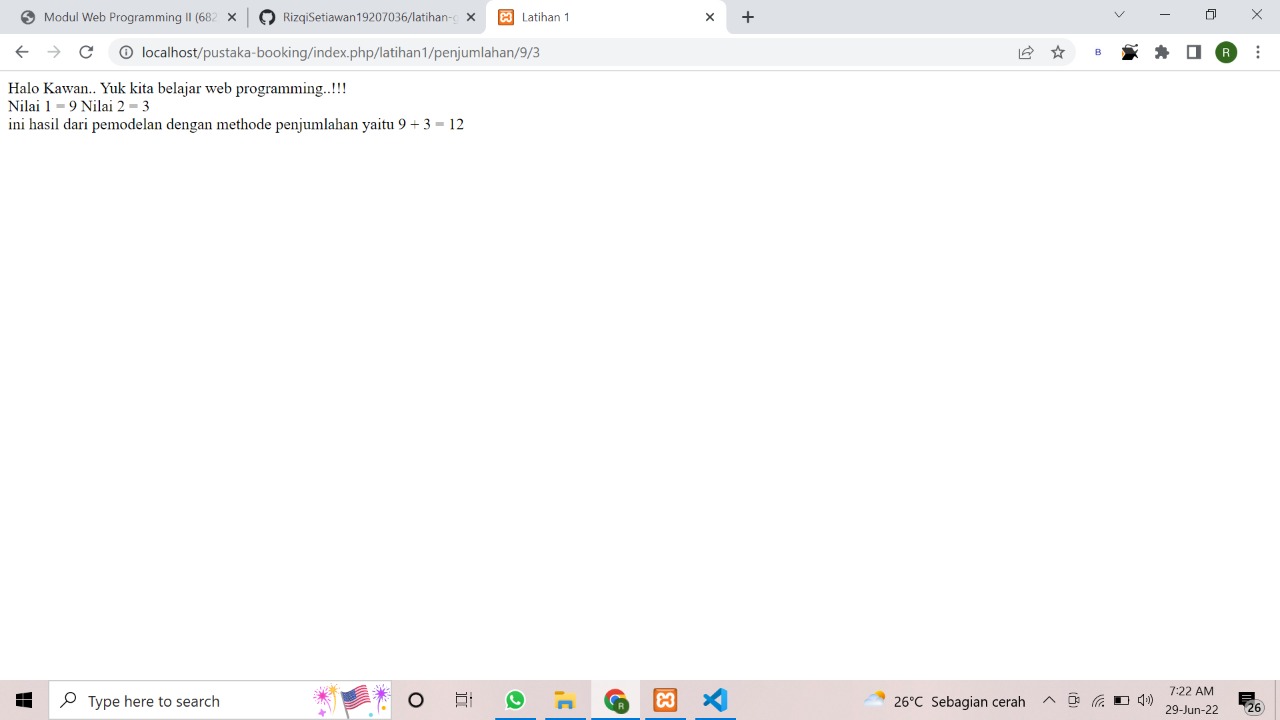 Modul Web Programming II (682
RizqiSetiawan19207036/latihan-g
Latihan 1
localhost/pustaka-booking/index.php/latihan1/penjumlahan/9/3
B
R
Halo Kawan.. Yuk kita belajar web programming..!!!
Nilai 1 = 9 Nilai 2 = 3
ini hasil dari pemodelan dengan methode penjumlahan yaitu 9 + 3 = 12
Type here to search
R
26°C Sebagian cerah
7:22 AM
29-Jun-22
26